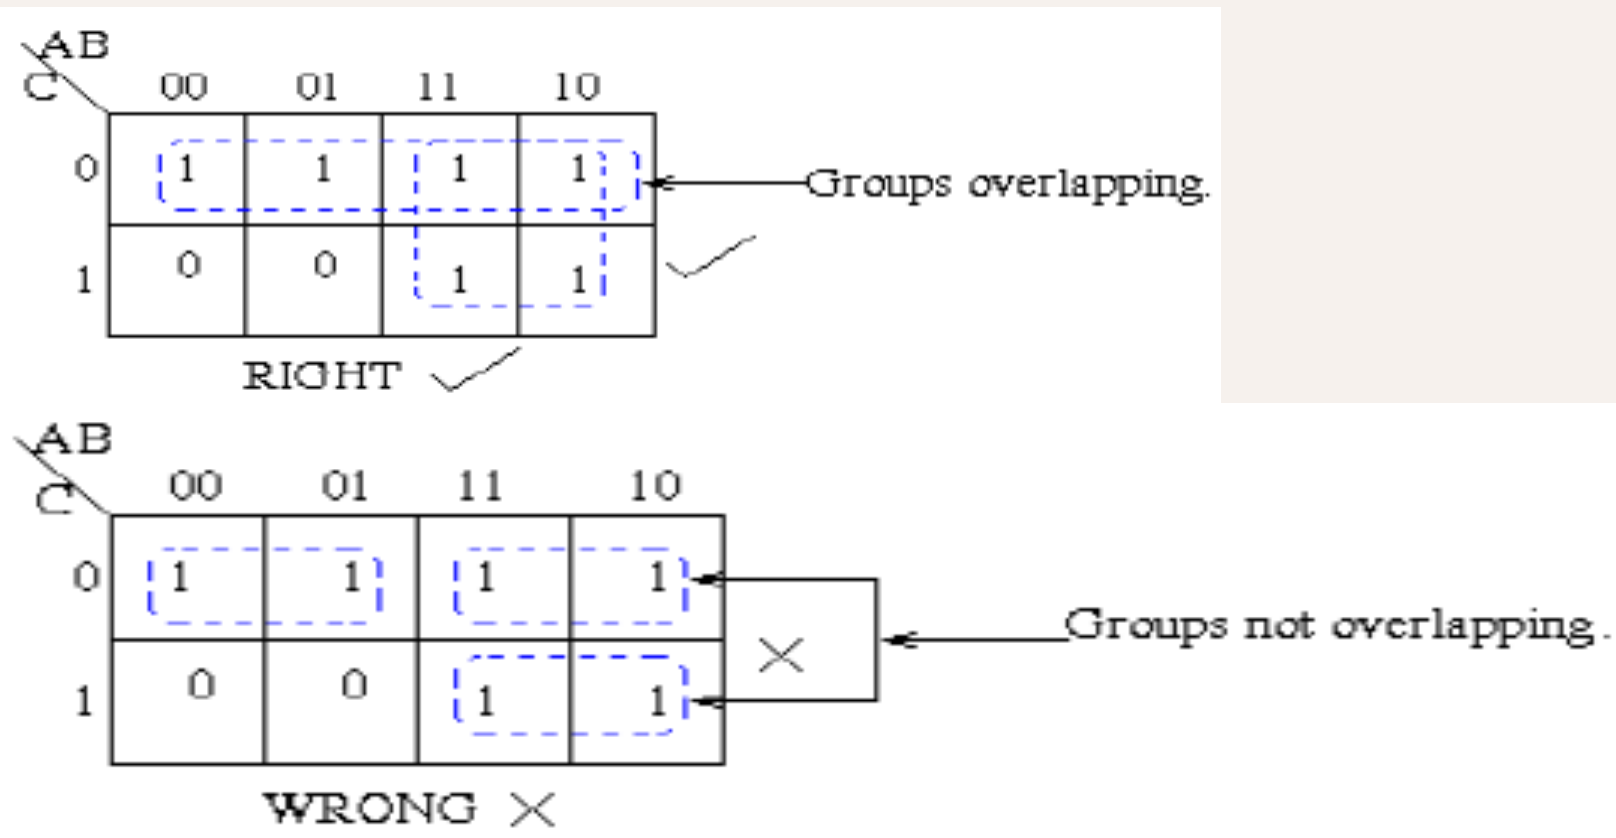 AB
C 00 01 11 10
0 1 1 1 1 Groups overlapping.
1 0 0 1 1
RIGHT
AB
C 00 01 11 10
0 1 1 1 1
Groups not overlapping.
1 0 0 1 1
WRONG